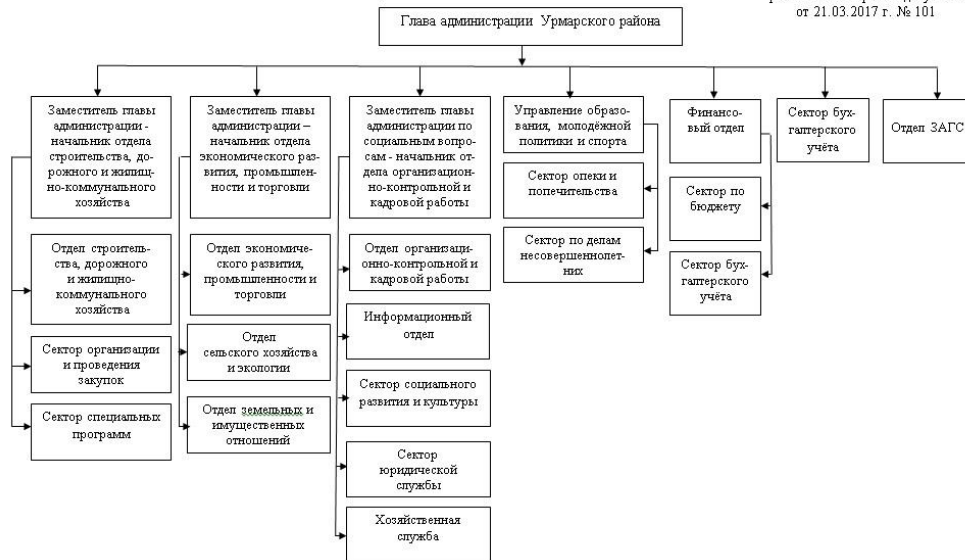 от 21.03.2017 г. № 101
Глава администрации Урмарского района
Заместитель главы
администрации -
начальник отдела
строительства, до-
рожного и жилищ-
но-коммунального
хозяйства
Отдел строитель-
ства, дорожного
и жилищно-
коммунального
хозяйства
Сектор организации
и проведения
закупок
Сектор специальных
программ
Заместитель главы
администрации –
начальник отдела
экономического раз-
вития, промышлен-
ности и торговли
Отдел экономиче-
ского развития,
промышленности и
торговли
Отдел
сельского хозяйства
и экологии
Отдел земельных и
имущественных
отношений
Заместитель главы
администрации по
социальным вопро-
сам - начальник от-
дела организацион-
но-контрольной и
кадровой работы
Отдел организаци-
онно-контрольной и
кадровой работы
Информационный
отдел
Сектор социального
развития и культуры
Сектор
юридической
службы
Хозяйственная
служба
Управление образо-
вания, молодёжной
политики и спорта
Сектор опеки и
попечительства
Сектор по делам
несовершеннолет-
них
Финансо-
вый отдел
Сектор по
бюджету
Сектор бух-
галтерского
учёта
Сектор бух-
галтерского
учёта
Отдел ЗАГС